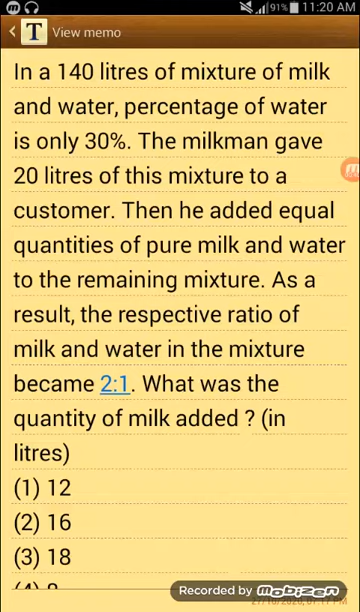 91% 11:20 AM
T View memo
In a 140 litres of mixture of milk
and water, percentage of water
is only 30%. The milkman gave
20 litres of this mixture to a
customer. Then he added equal
quantities of pure milk and water
to the remaining mixture. As a
result, the respective ratio of
milk and water in the mixture
became 2:1. What was the
quantity of milk added ? (in
litres)
(1) 12
(2) 16
(3) 18
Recorded by Mobizen